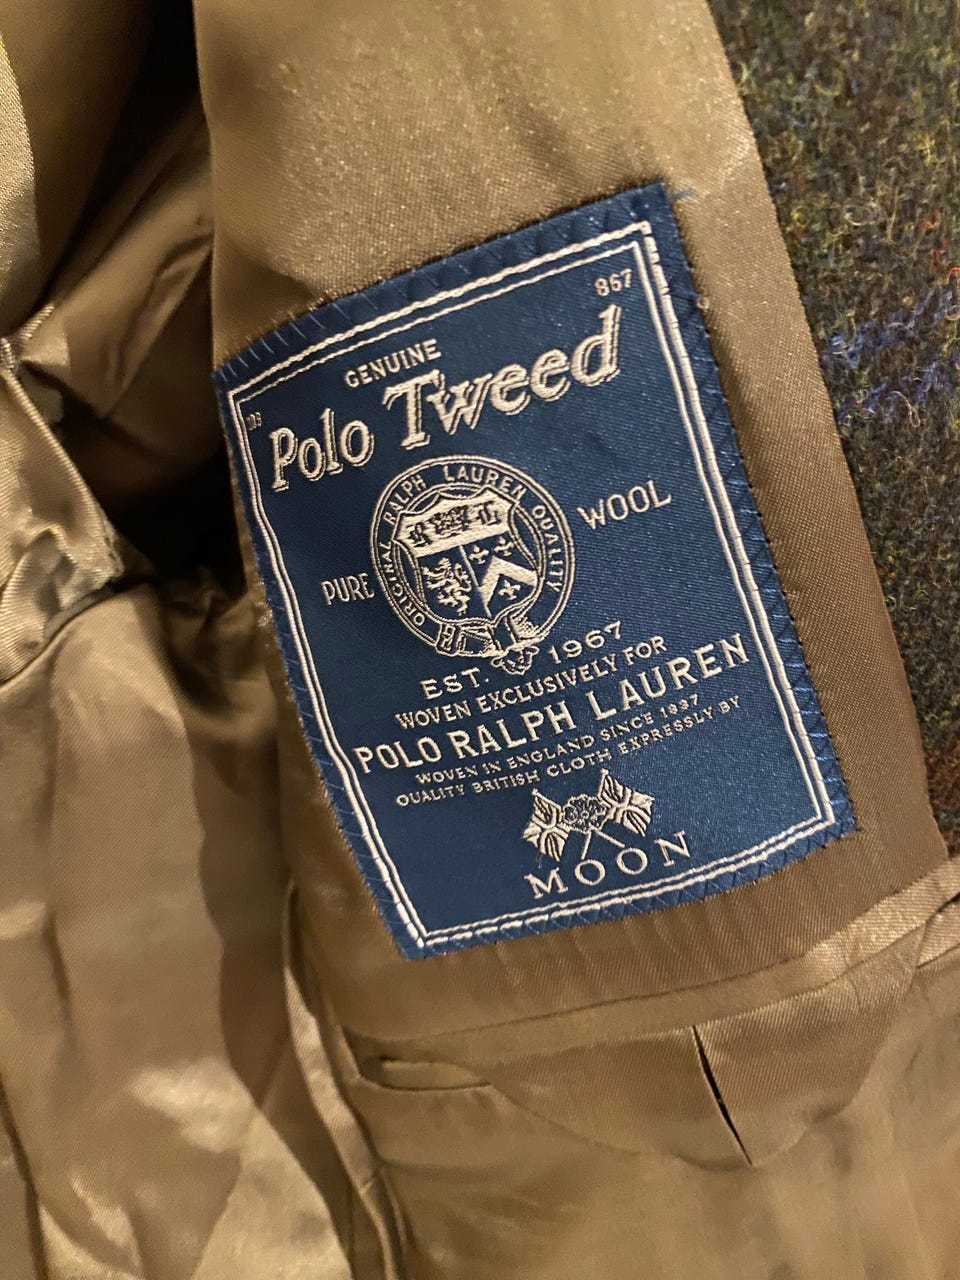 867
GENUINE
103
Polo Tweed
ORIGINAL RALPH LAUREN QUALITY
PURE WOOL
EST. 1967
WOVEN EXCLUSIVELY FOR
POLO RALPH LAUREN
WOVEN IN ENGLAND SINCE 1837
QUALITY BRITISH CLOTH EXPRESSLY BY
MOON